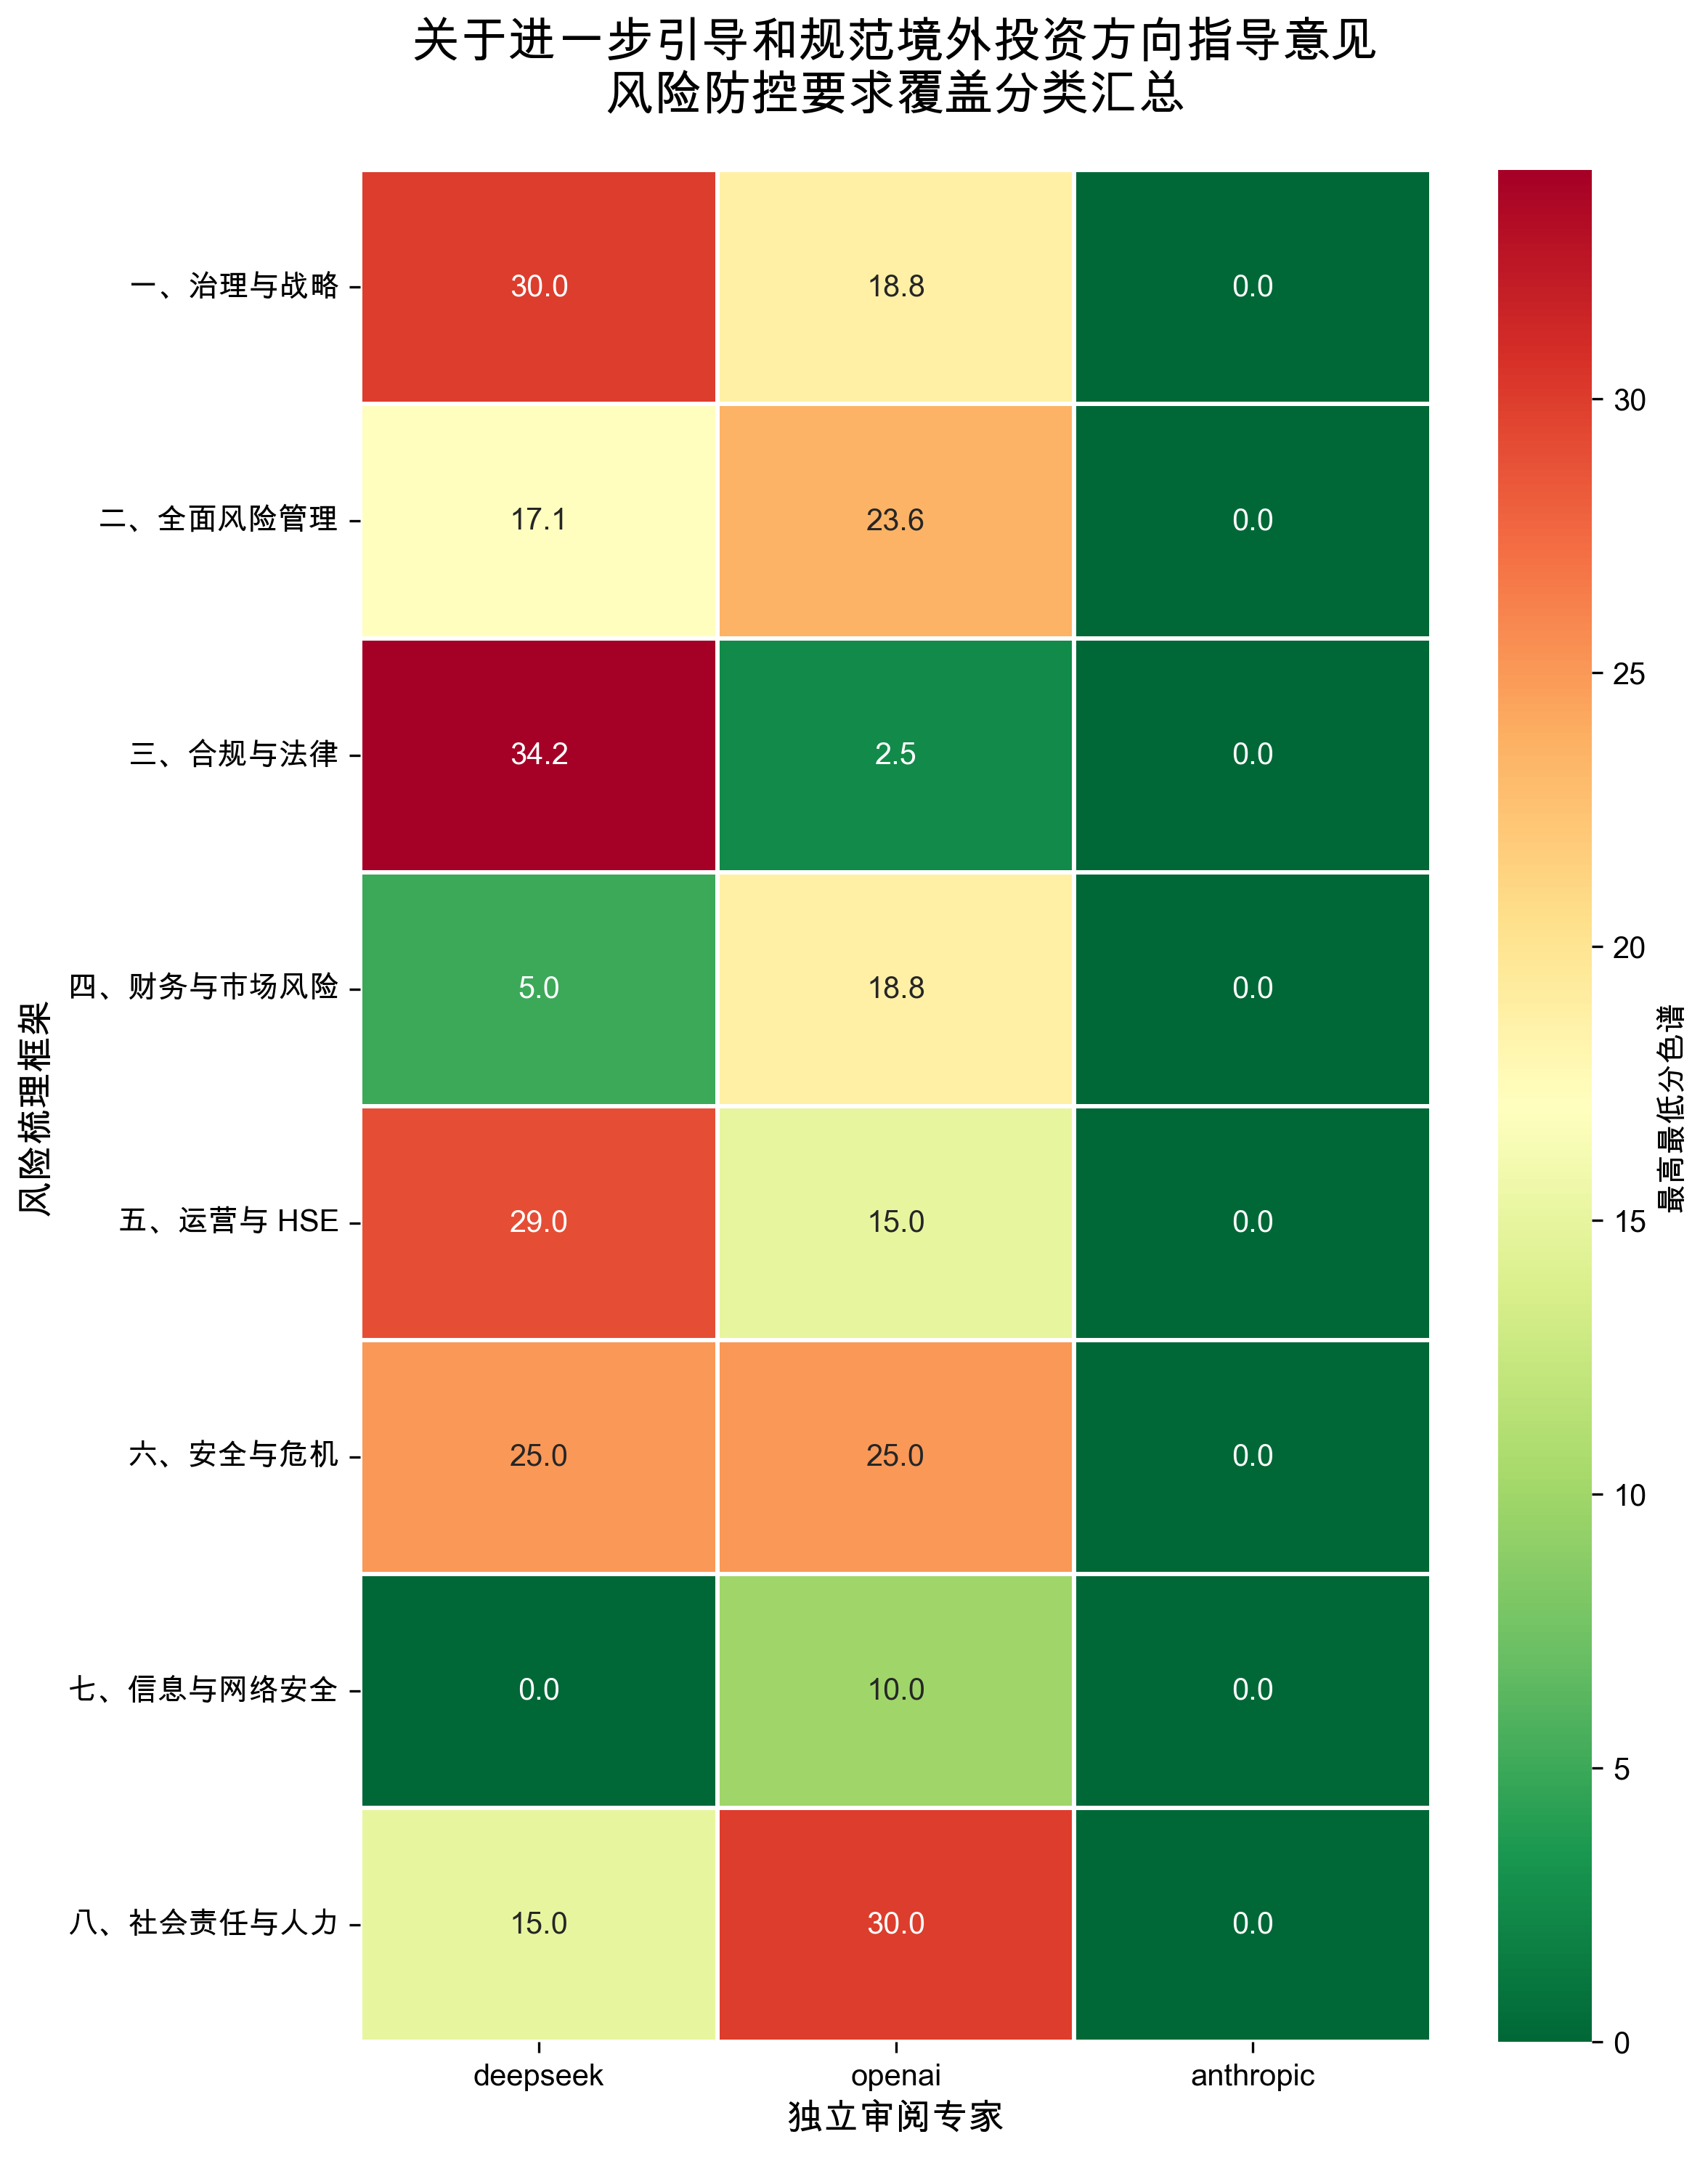 关于进一步引导和规范境外投资方向指导意见
风险防控要求覆盖分类汇总
一、治理与战略
30.0
18.8
0.0
二、全面风险管理
17.1
23.6
0.0
三、合规与法律
34.2
2.5
0.0
四、财务与市场风险
5.0
18.8
0.0
五、运营与 HSE
29.0
15.0
0.0
六、安全与危机
25.0
25.0
0.0
七、信息与网络安全
0.0
10.0
0.0
八、社会责任与人力
15.0
30.0
0.0
deepseek
openai
anthropic
独立审阅专家
风险梳理框架
30
25
20
15
10
5
0
最高最低分色谱